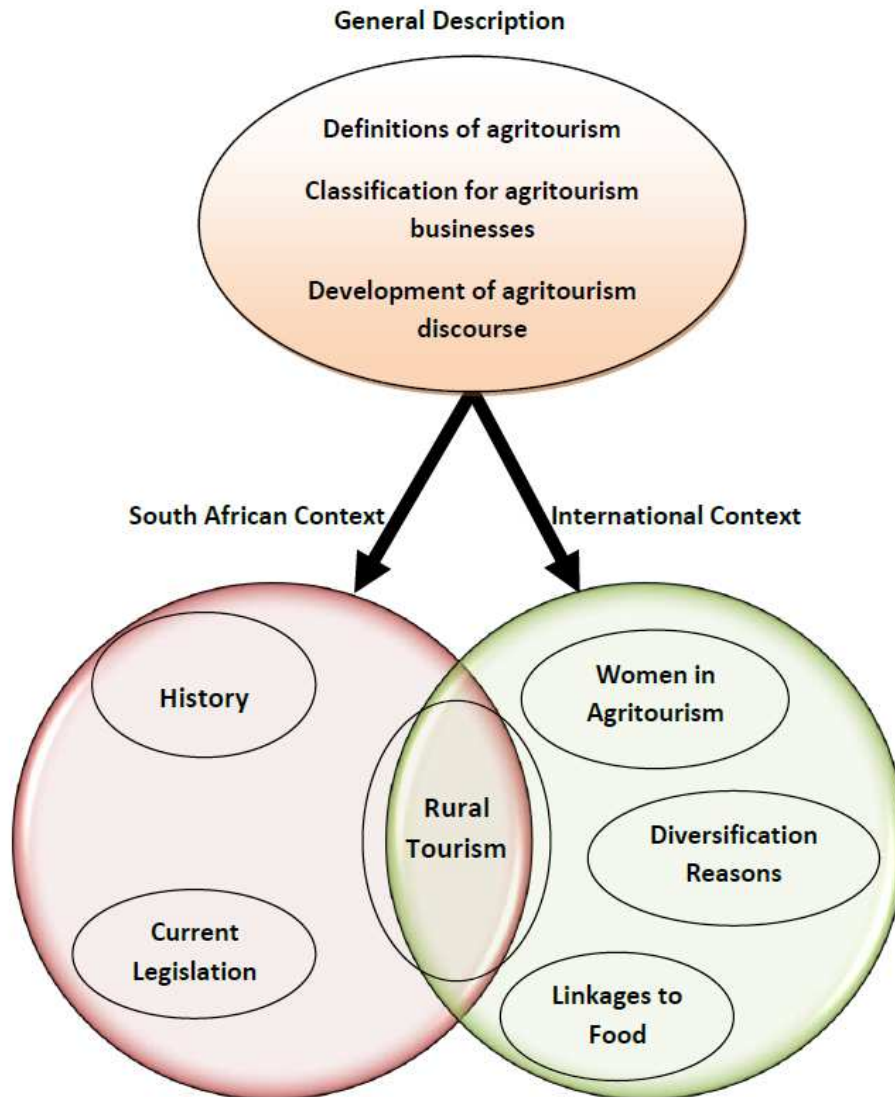 General Description
Definitions of agritourism
Classification for agritourism
businesses
Development of agritourism
discourse
South African Context
International Context
History
Current
Legislation
Rural
Tourism
Women in
Agritourism
Diversification
Reasons
Linkages to
Food